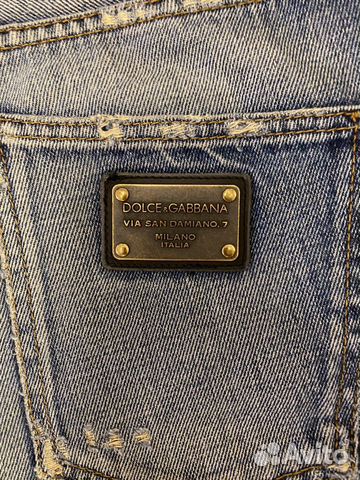 DOLCE&GABBANA
VIA SAN DAMIANO, 7
MILANO
ITALIA
Avito